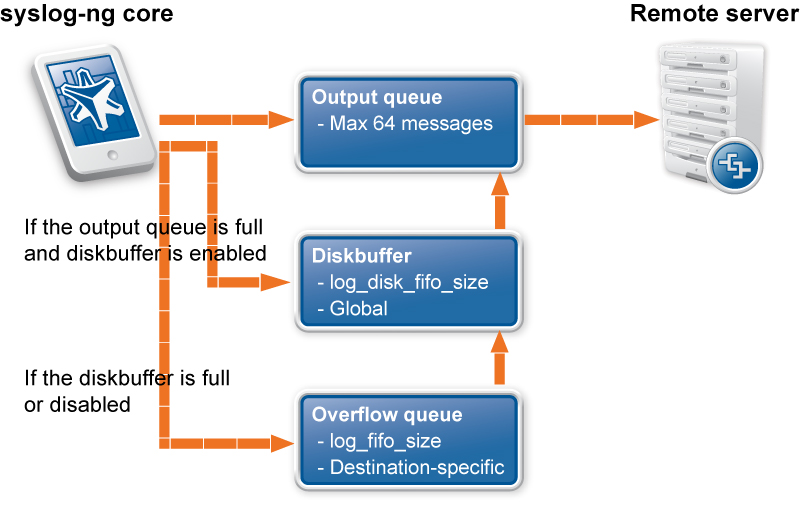 syslog-ng core
Remote server
Output queue
- Max 64 messages
If the output queue is full
and diskbuffer is enabled
Diskbuffer
- log_disk_fifo_size
- Global
If the diskbuffer is full
or disabled
Overflow queue
- log_fifo_size
- Destination-specific